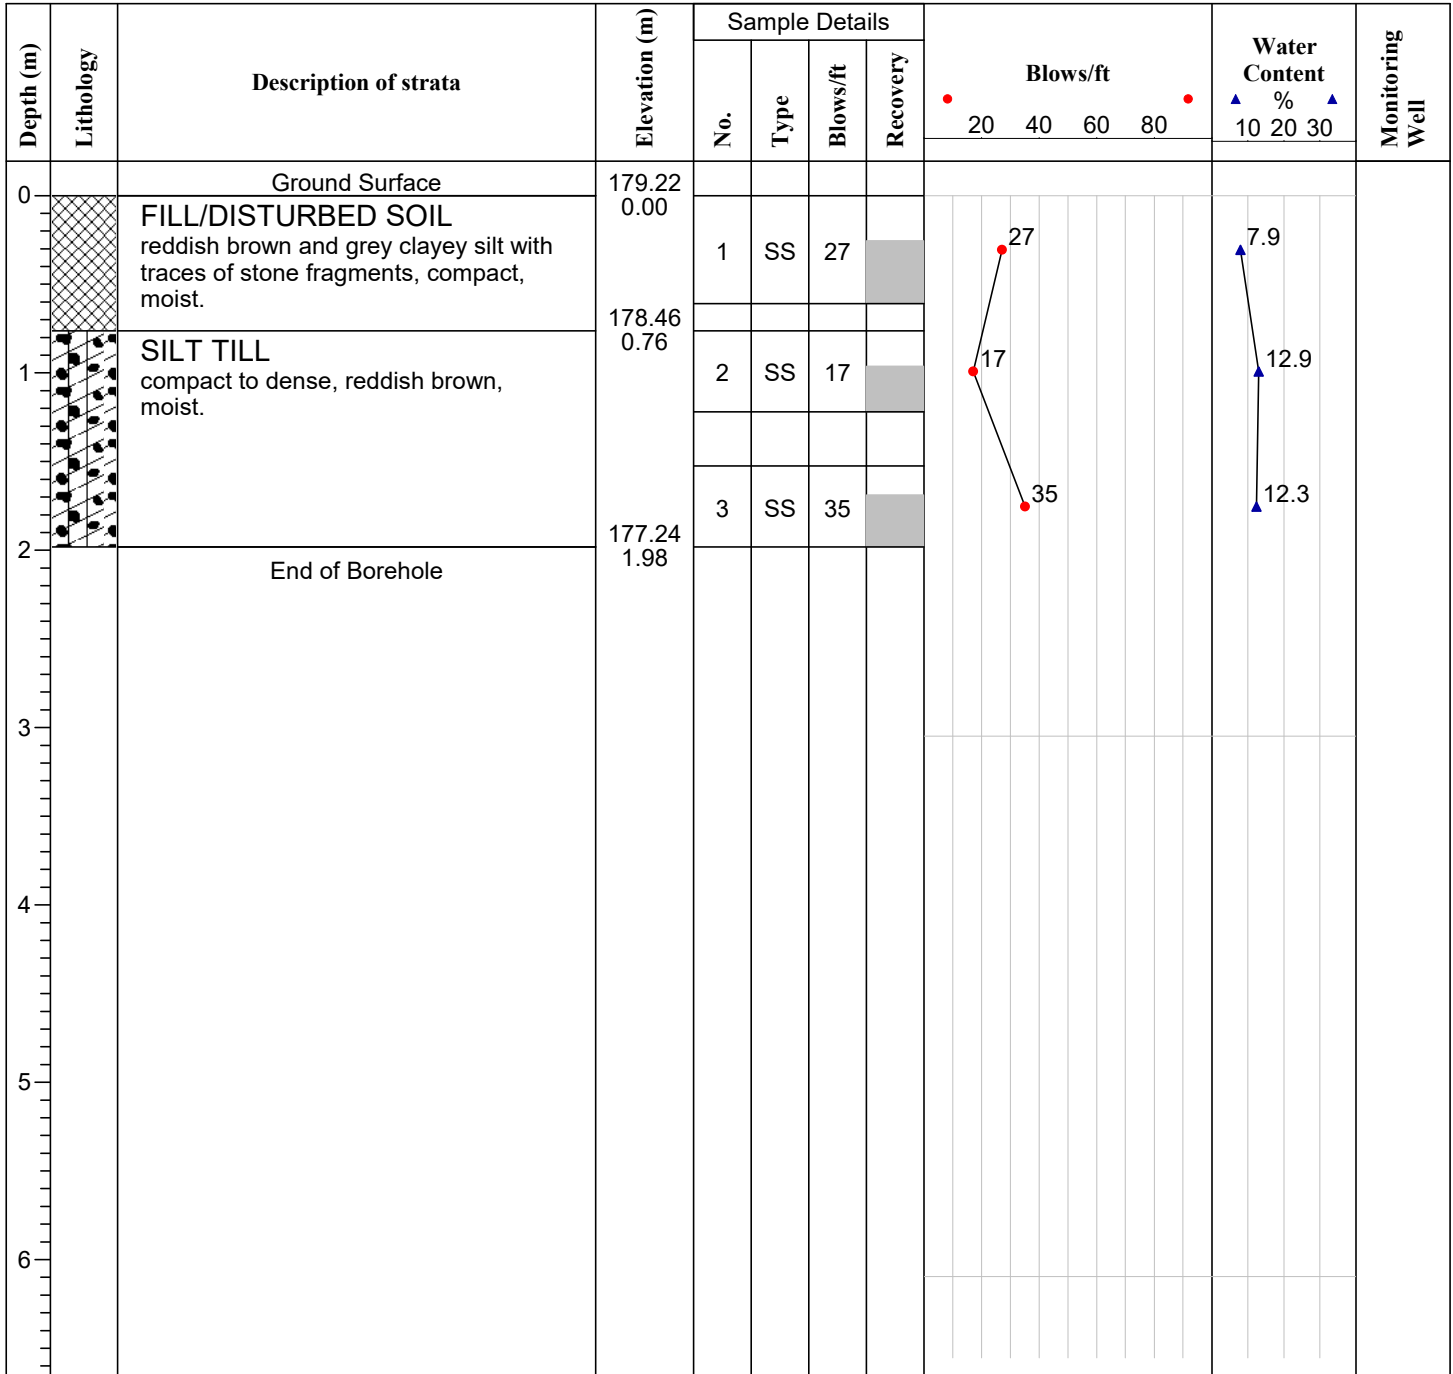 Depth (m)
Lithology
Description of strata
Elevation (m)
Sample Details
No.
Type
Blows/ft
Recovery
Blows/ft
20 40 60 80
Water
Content
%
10 20 30
Monitoring
Well
Ground Surface
179.22
0
0.00
FILL/DISTURBED SOIL
reddish brown and grey clayey silt with
traces of stone fragments, compact,
moist.
1 SS 27
27
7.9
178.46
0.76
SILT TILL
compact to dense, reddish brown,
moist.
1
2 SS 17
17
12.9
3 SS 35
35
12.3
177.24
1.98
2
End of Borehole
3
4
5
6